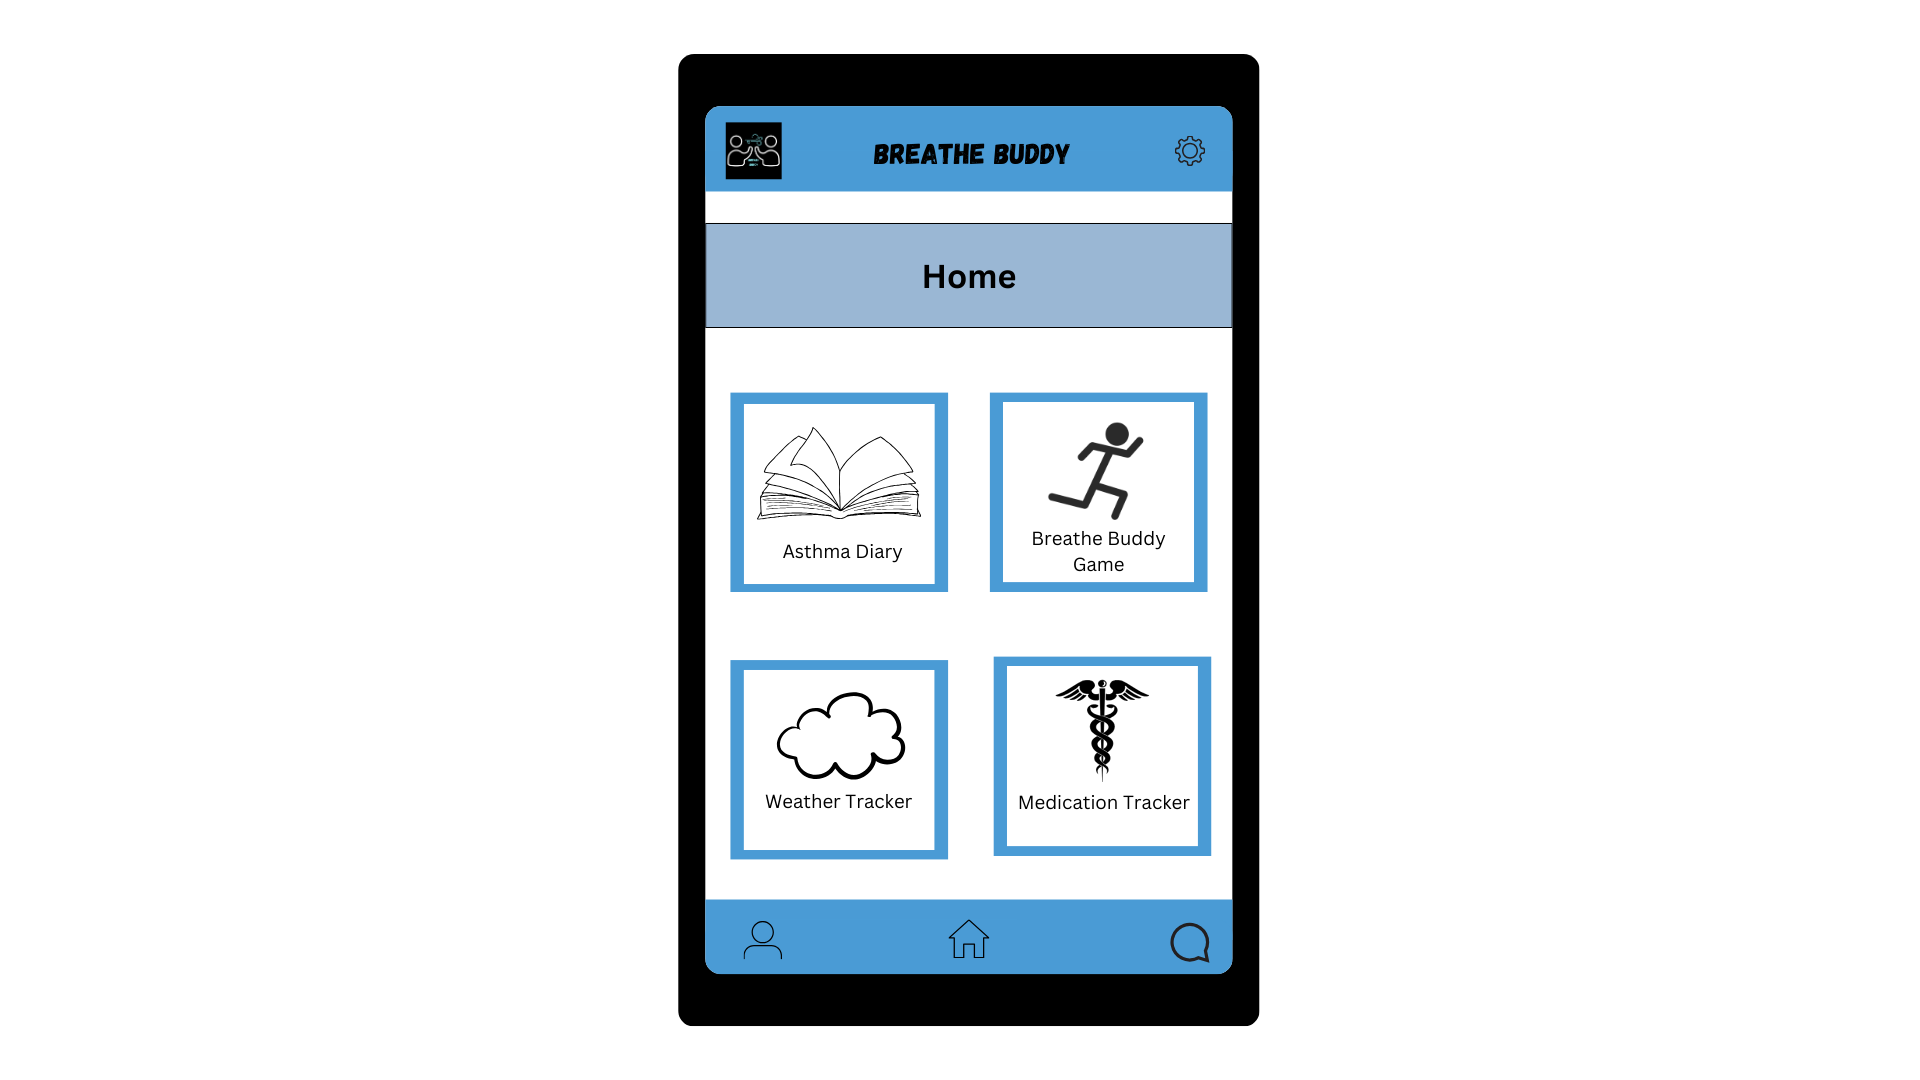 BREATHE BUDDY
Home
Asthma Diary
Breathe Buddy
Game
Weather Tracker
Medication Tracker